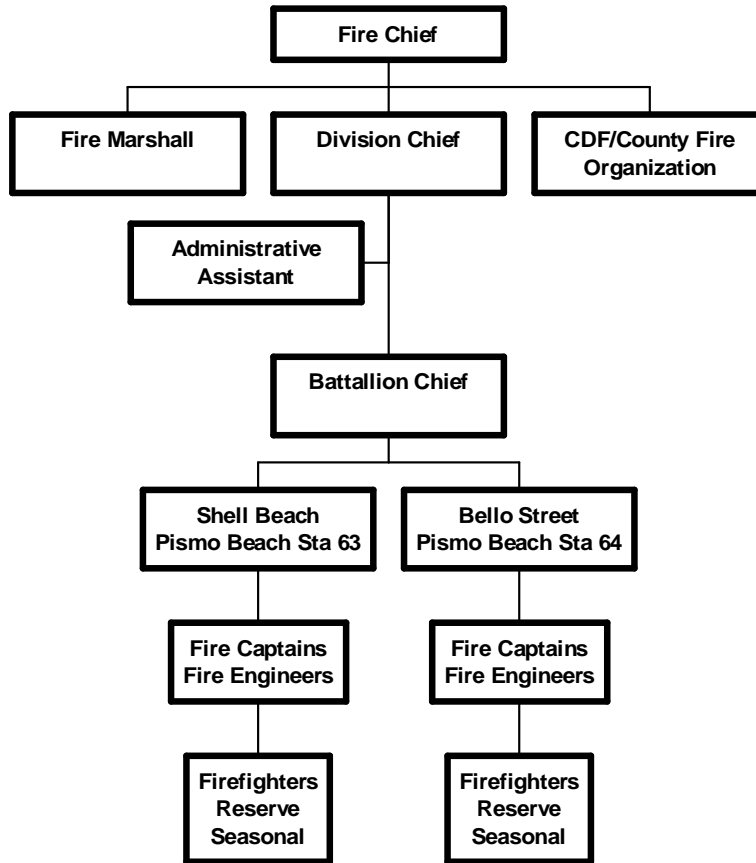 Fire Chief
Fire Marshall
Division Chief
CDF/County Fire
Organization
Administrative
Assistant
Battallion Chief
Shell Beach
Pismo Beach Sta 63
Bello Street
Pismo Beach Sta 64
Fire Captains
Fire Engineers
Fire Captains
Fire Engineers
Firefighters
Reserve
Seasonal
Firefighters
Reserve
Seasonal